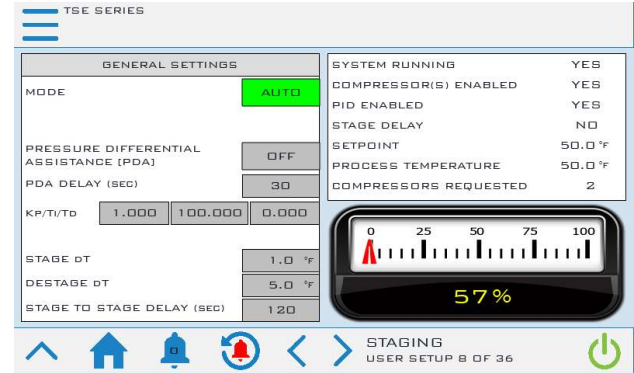 TSE SERIES
GENERAL SETTINGS
MODE AUTO
PRESSURE DIFFERENTIAL
ASSISTANCE [PDA] OFF
PDA DELAY (SEC) 30
KP/TI/TD 1.000 100.000 0.000
STAGE DT 1.0 °F
DESTAGE DT 5.0 °F
STAGE TO STAGE DELAY (SEC) 120
SYSTEM RUNNING YES
COMPRESSOR(S) ENABLED YES
PID ENABLED YES
STAGE DELAY NO
SETPOINT 50.0 °F
PROCESS TEMPERATURE 50.0 °F
COMPRESSORS REQUESTED 2
0 25 50 75 100
57%
0
STAGING
USER SETUP 8 OF 36